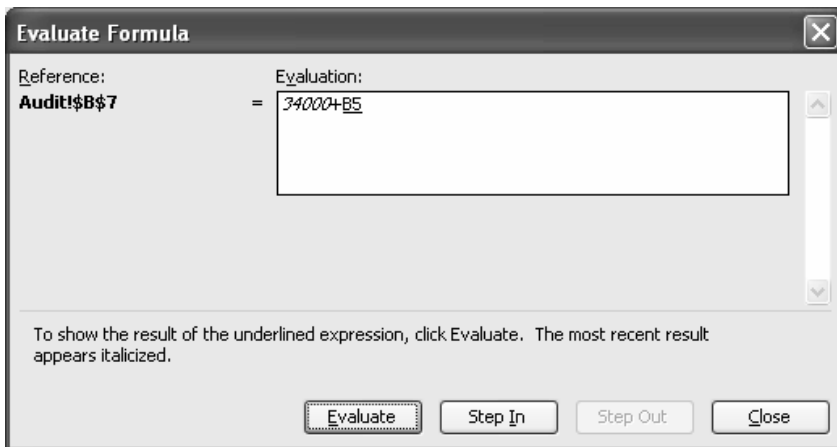 Evaluate Formula
Reference:
Evaluation:
Audit!$B$7
=
34000+B5
To show the result of the underlined expression, click Evaluate. The most recent result
appears italicized.
Evaluate
Step In
Step Out
Close